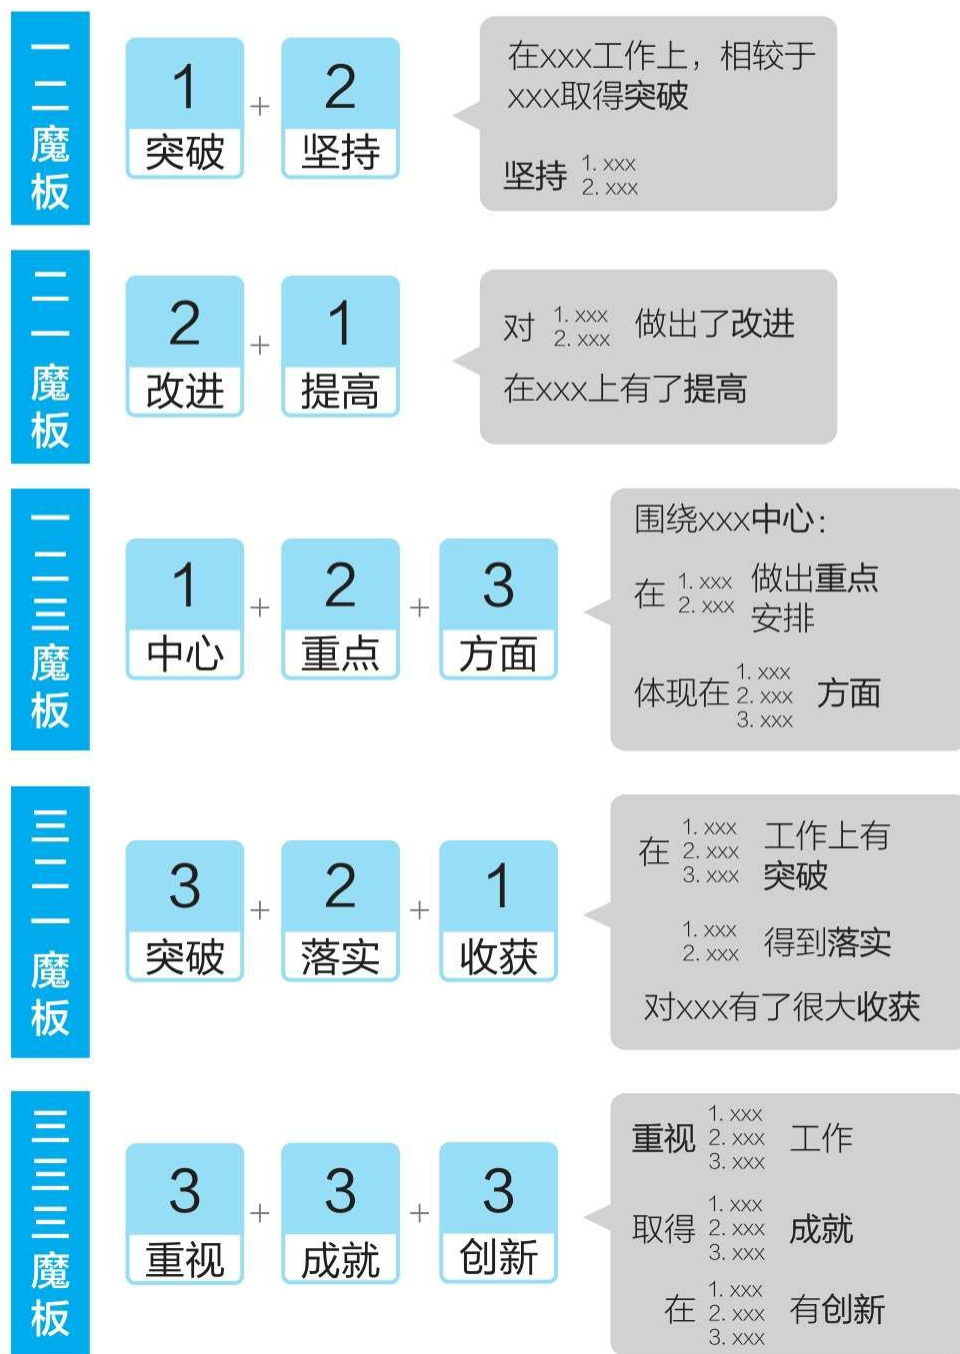 一二魔板
1 + 2
突破 坚持
在xxx工作上，相较于
xxx取得突破
坚持 1. xxx
2. xxx
二一魔板
2 + 1
改进 提高
对 1. xxx 做出了改进
2. xxx
在xxx上有了提高
一二三魔板
1 + 2 + 3
中心 重点 方面
围绕xxx中心：
在 1. xxx 做出重点
2. xxx 安排
体现在 1. xxx 方面
2. xxx
3. xxx
三二一魔板
3 + 2 + 1
突破 落实 收获
在 1. xxx 工作上有
2. xxx
3. xxx 突破
1. xxx 得到落实
2. xxx
对xxx有了很大收获
三三三魔板
3 + 3 + 3
重视 成就 创新
重视 1. xxx 工作
2. xxx
3. xxx
取得 1. xxx 成就
2. xxx
3. xxx
在 1. xxx 有创新
2. xxx
3. xxx